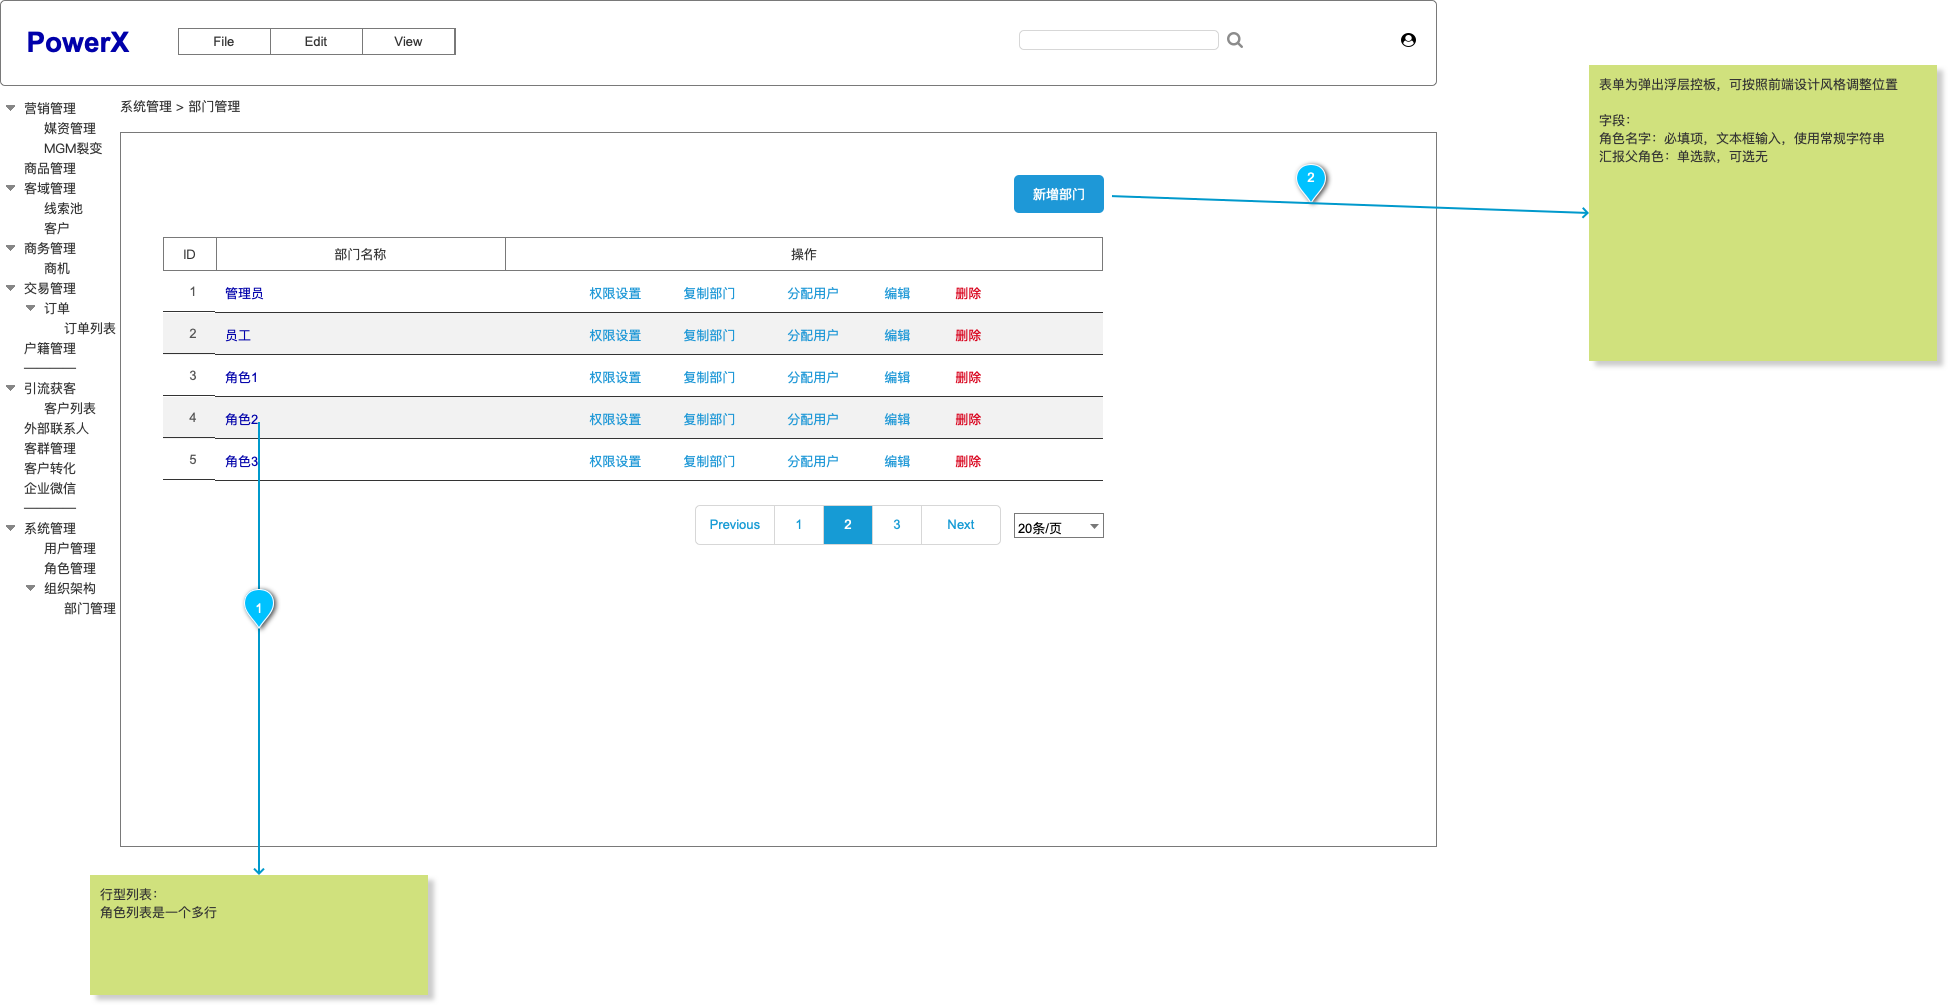 PowerX
File Edit View
系统管理 > 部门管理
营销管理
媒资管理
MGM裂变
商品管理
客域管理
线索池
客户
商务管理
商机
交易管理
订单
订单列表
户籍管理
引流获客
客户列表
外部联系人
客群管理
客户转化
企业微信
系统管理
用户管理
角色管理
组织架构
部门管理
新增部门
2
ID 部门名称 操作
1 管理员 权限设置 复制部门 分配用户 编辑 删除
2 员工 权限设置 复制部门 分配用户 编辑 删除
3 角色1 权限设置 复制部门 分配用户 编辑 删除
4 角色2 权限设置 复制部门 分配用户 编辑 删除
5 角色3 权限设置 复制部门 分配用户 编辑 删除
Previous 1 2 3 Next 20条/页
1
表单为弹出浮层控板，可按照前端设计风格调整位置
字段：
角色名字：必填项，文本框输入，使用常规字符串
汇报父角色：单选款，可选无
行型列表：
角色列表是一个多行